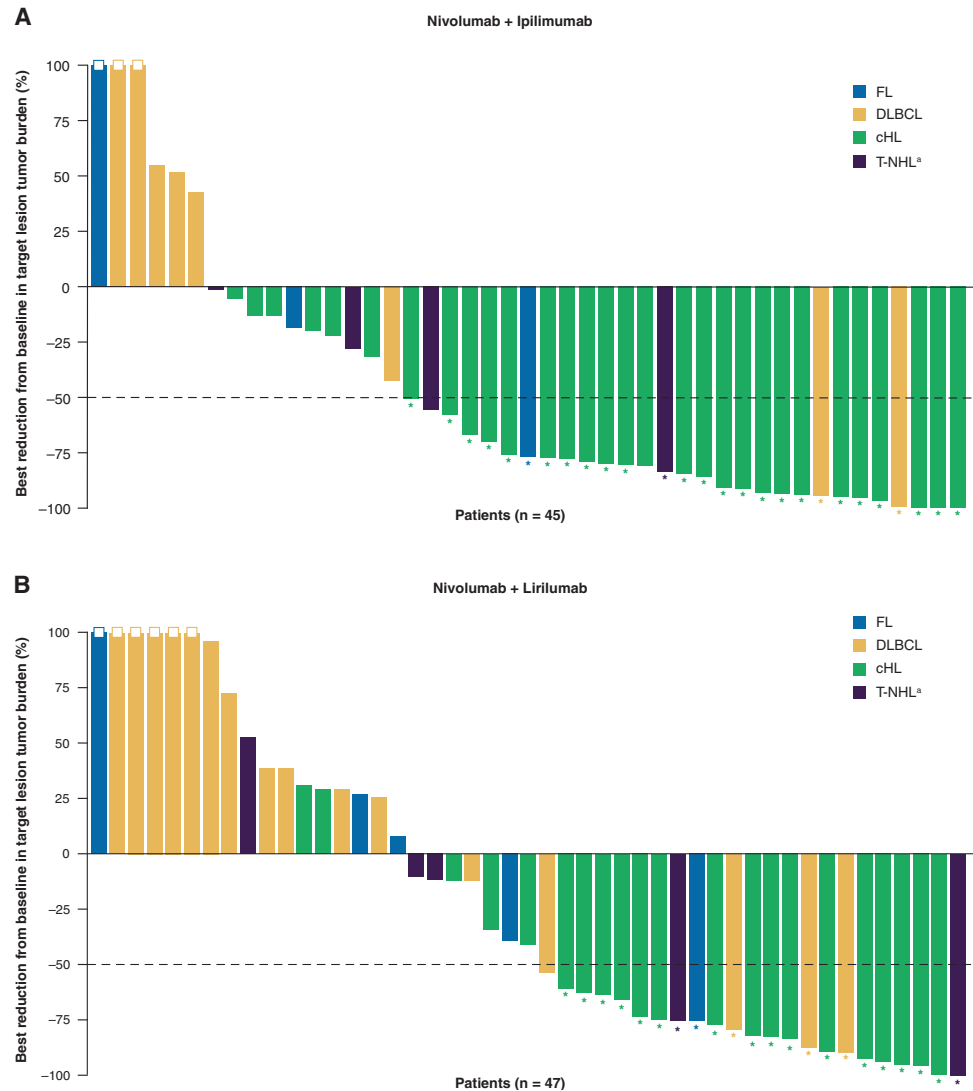 A
Nivolumab + Ipilimumab
Best reduction from baseline in target lesion tumor burden (%)
100
75
50
25
0
−25
−50
−75
−100
FL
DLBCL
cHL
T-NHLª
* * * * * * * * * * * * * * * * * * * * * * * * * *
Patients (n = 45)
B
Nivolumab + Lirilumab
Best reduction from baseline in target lesion tumor burden (%)
100
75
50
25
0
−25
−50
−75
−100
FL
DLBCL
cHL
T-NHLª
Patients (n = 47)